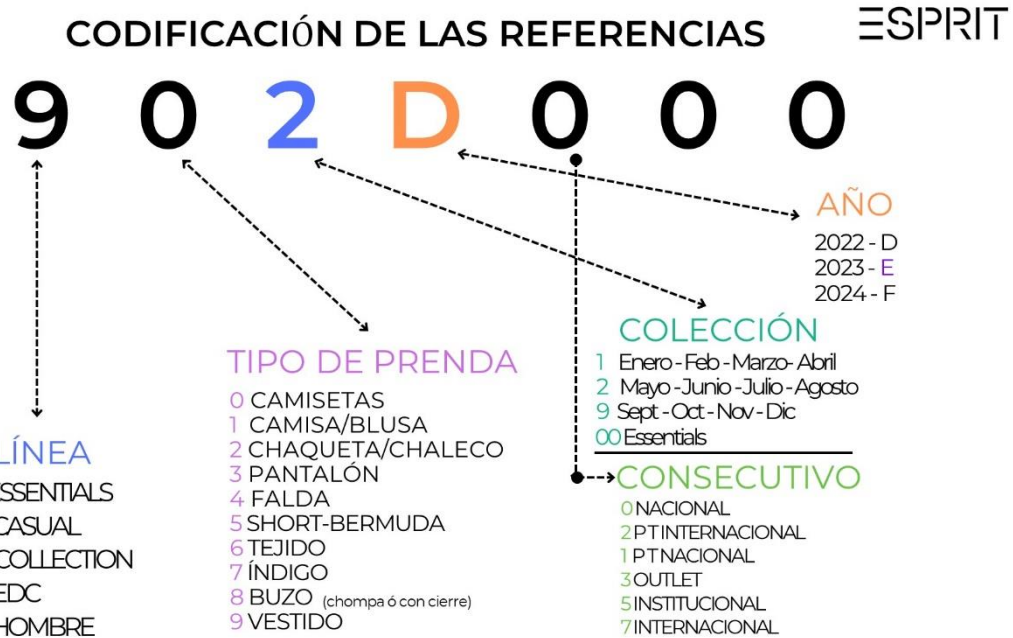 CODIFICACIÓN DE LAS REFERENCIAS
ESPRIT
9 0 2 D 0 0 0
AÑO
2022 - D
2023 - E
2024 - F
COLECCIÓN
1 Enero - Feb - Marzo - Abril
2 Mayo - Junio - Julio - Agosto
9 Sept - Oct - Nov - Dic
00 Essentials
TIPO DE PRENDA
0 CAMISETAS
1 CAMISA/BLUSA
2 CHAQUETA/CHALECO
3 PANTALÓN
4 FALDA
5 SHORT-BERMUDA
6 TEJIDO
7 ÍNDIGO
8 BUZO (chompa ó con cierre)
9 VESTIDO
LÍNEA
ESSENTIALS
CASUAL
COLLECTION
EDC
HOMBRE
CONSECUTIVO
0 NACIONAL
2 PT INTERNACIONAL
1 PT NACIONAL
3 OUTLET
5 INSTITUCIONAL
7 INTERNACIONAL